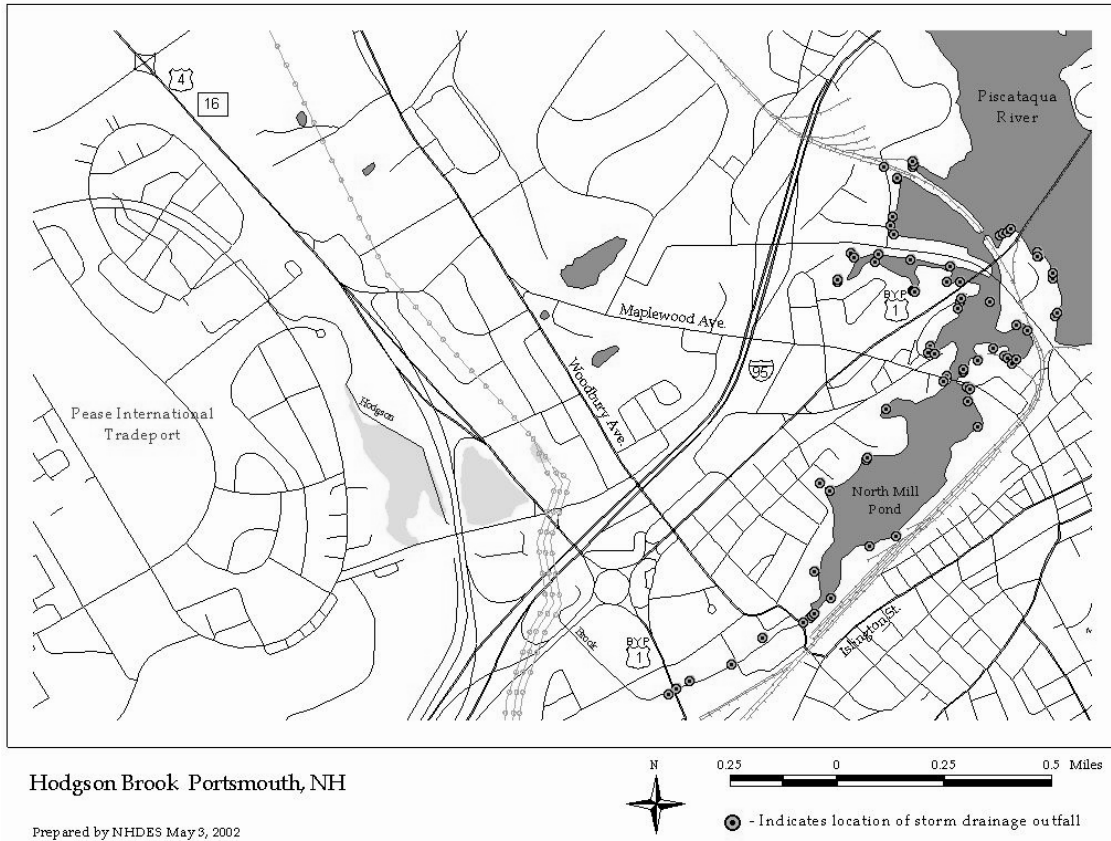 4
16
Piscataqua
River
BYP
1
Maplewood Ave.
95
Woodbury Ave.
Hodgson
Pease International
Tradeport
North Mill
Pond
Islington St.
Brook
BYP
1
Hodgson Brook Portsmouth, NH
N
0.25 0 0.25 0.5 Miles
- Indicates location of storm drainage outfall
Prepared by NHDES May 3, 2002